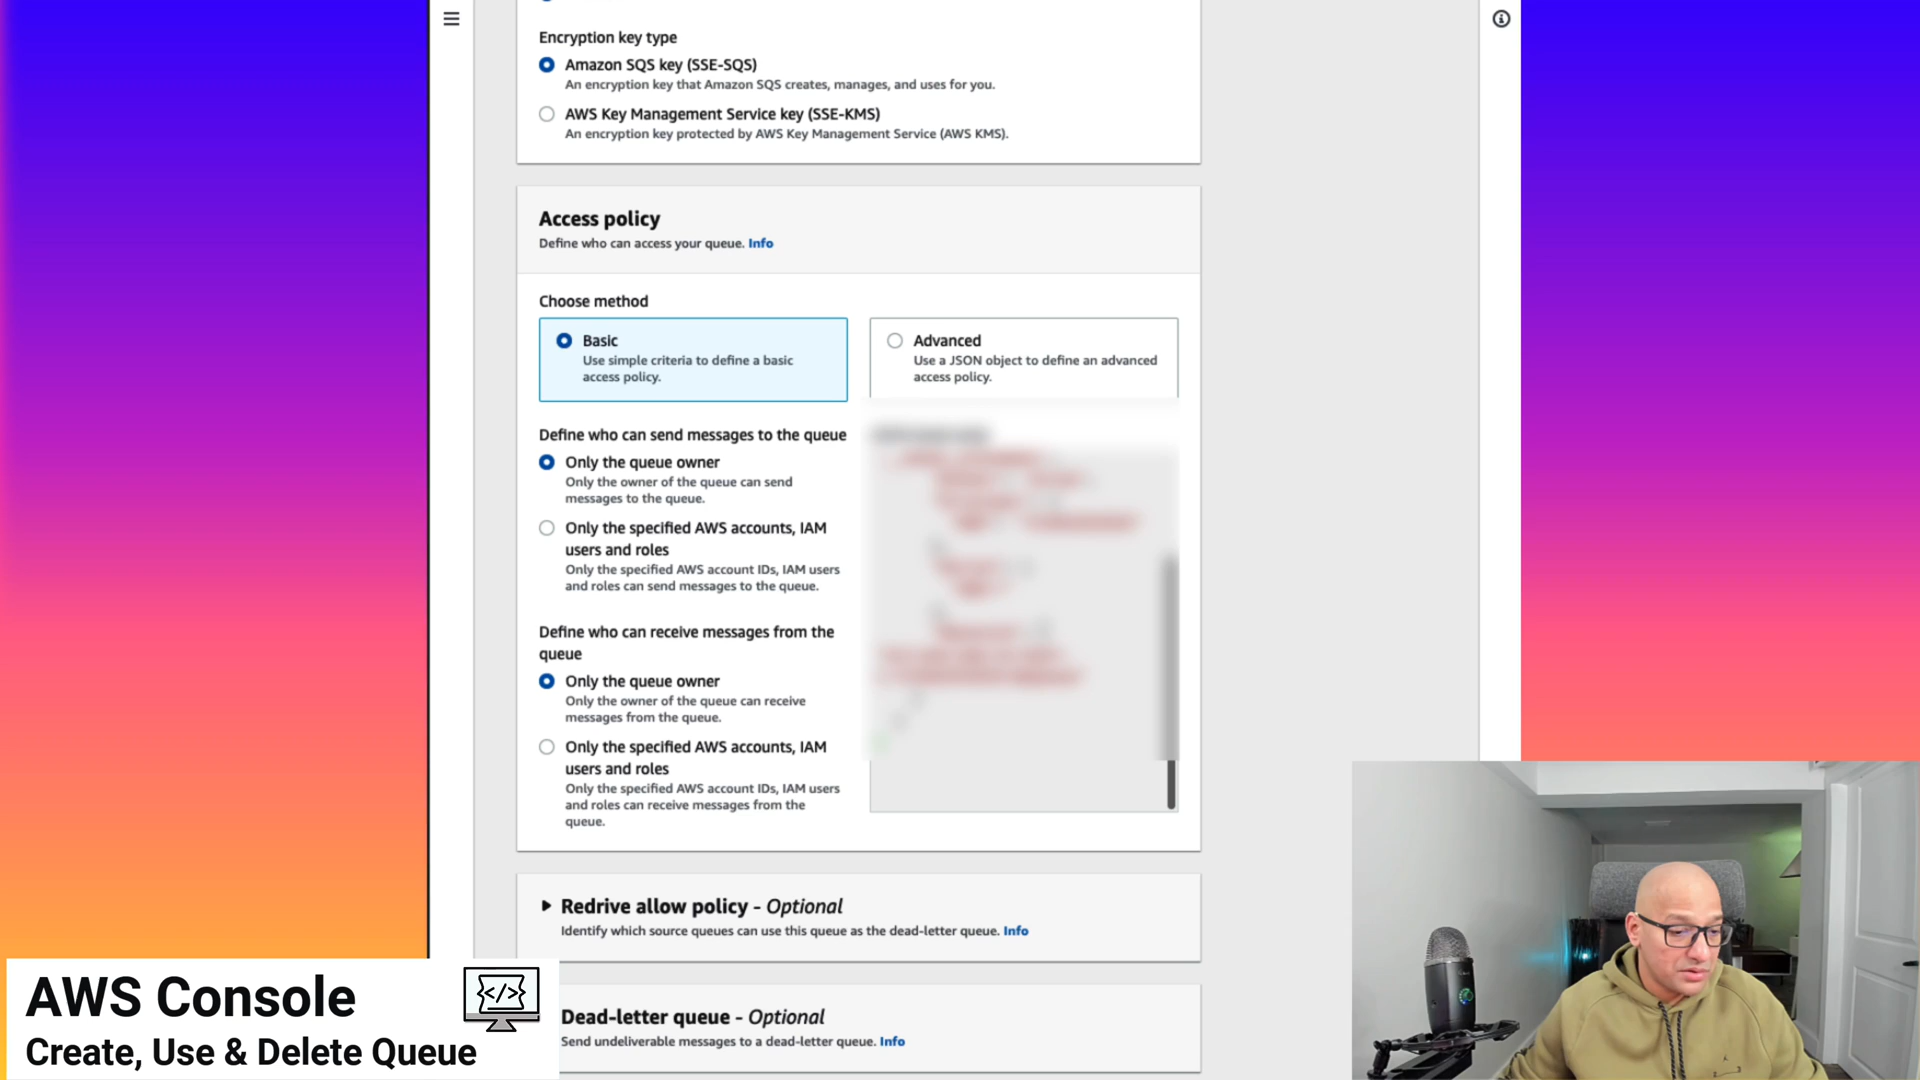 Encryption key type
Amazon SQS key (SSE-SQS)
An encryption key that Amazon SQS creates, manages, and uses for you.
AWS Key Management Service key (SSE-KMS)
An encryption key protected by AWS Key Management Service (AWS KMS).
Access policy
Define who can access your queue. Info
Choose method
Basic
Use simple criteria to define a basic
access policy.
Advanced
Use a JSON object to define an advanced
access policy.
Define who can send messages to the queue
Only the queue owner
Only the owner of the queue can send
messages to the queue.
Only the specified AWS accounts, IAM
users and roles
Only the specified AWS account IDs, IAM users
and roles can send messages to the queue.
Define who can receive messages from the
queue
Only the queue owner
Only the owner of the queue can receive
messages from the queue.
Only the specified AWS accounts, IAM
users and roles
Only the specified AWS account IDs, IAM users
and roles can receive messages from the
queue.
Redrive allow policy - Optional
Identify which source queues can use this queue as the dead-letter queue. Info
Dead-letter queue - Optional
Send undeliverable messages to a dead-letter queue. Info
AWS Console
</>
Create, Use & Delete Queue